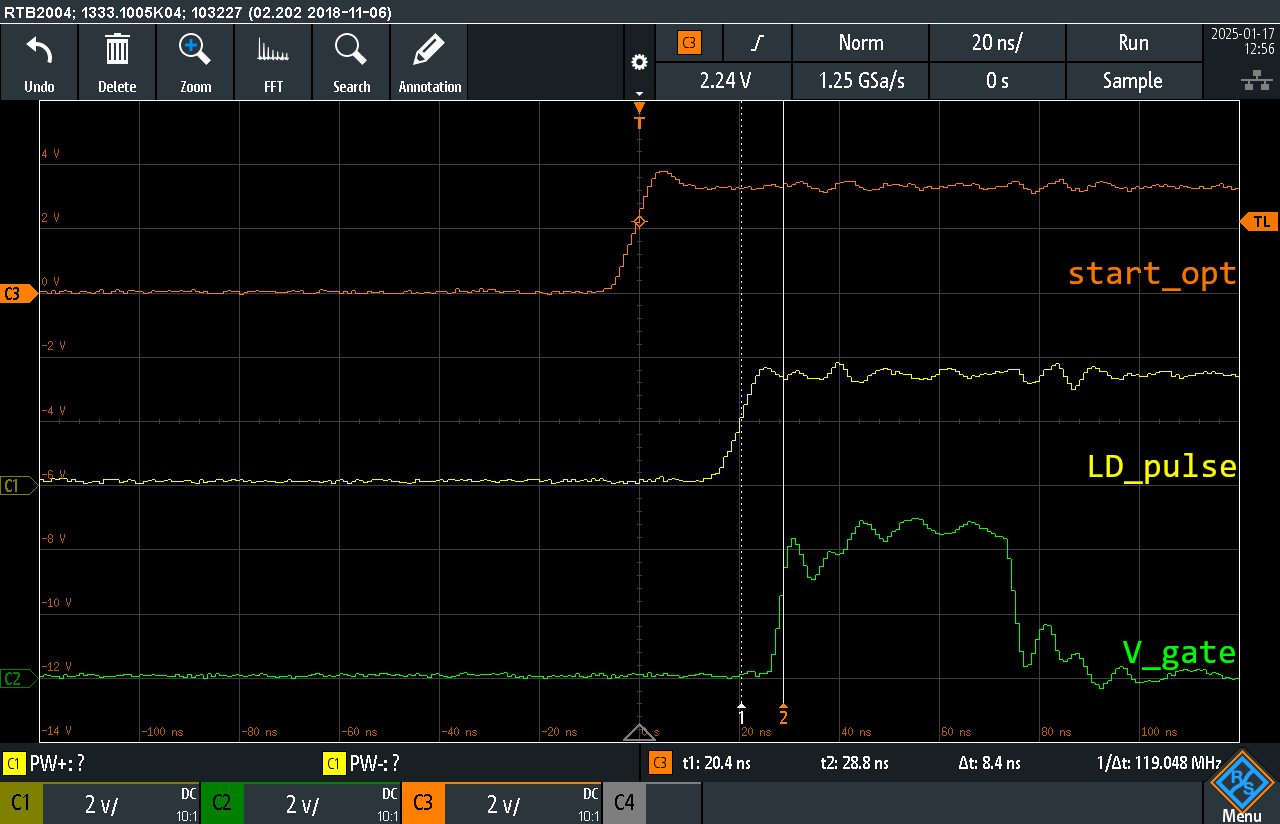 RTB2004; 1333.1005K04; 103227 (02.202 2018-11-06)
Undo
Delete
Zoom
FFT
Search
Annotation
C3
Norm
20 ns/
Run
2.24 V
1.25 GSa/s
0 s
Sample
2025-01-17
12:56
T
4 V
2 V
TL
0 V
C3
start_opt
-2 V
-4 V
-6 V
C1
LD_pulse
-8 V
-10 V
-12 V
C2
V_gate
1
2
-14 V
-100 ns
-80 ns
-60 ns
-40 ns
-20 ns
0 s
20 ns
40 ns
60 ns
80 ns
100 ns
C1 PW+: ?
C1 PW-: ?
C3 t1: 20.4 ns t2: 28.8 ns Δt: 8.4 ns 1/Δt: 119.048 MHz
C1 2 V/ DC 10:1
C2 2 V/ DC 10:1
C3 2 V/ DC 10:1
C4
R&S
Menu